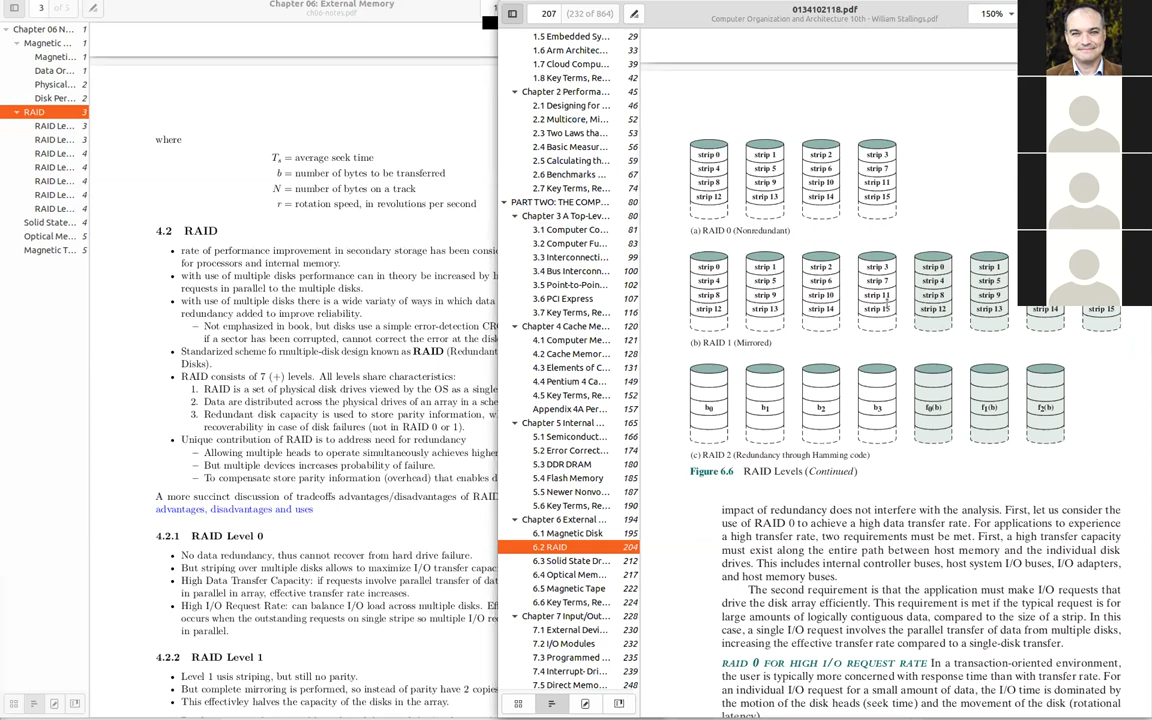 3 of 5
Chapter 06: External Memory
ch06-notes.pdf
Chapter 06 N... 1
Magnetic ... 1
Magneti... 1
Data Or... 1
Physical... 2
Disk Per... 2
RAID 3
RAID Le... 3
RAID Le... 3
RAID Le... 4
RAID Le... 4
RAID Le... 4
RAID Le... 4
RAID Le... 4
Solid State... 4
Optical Me... 5
Magnetic T... 5
where
Ts = average seek time
b = number of bytes to be transferred
N = number of bytes on a track
r = rotation speed, in revolutions per second
4.2 RAID
• rate of performance improvement in secondary storage has been consi
for processors and internal memory.
• with use of multiple disks performance can in theory be increased by h
requests in parallel to the multiple disks.
• with use of multiple disks there is a wide variaty of ways in which data
redundancy added to improve reliability.
– Not emphasized in book, but disks use a simple error-detection CR
if a sector has been corrupted, cannot correct the error at the disk
• Standarized scheme fo multiple-disk design known as RAID (Redundant
Disks).
• RAID consists of 7 (+) levels. All levels share characteristics:
1. RAID is a set of physical disk drives viewed by the OS as a single
2. Data are distributed across the physical drives of an array in a sche
3. Redundant disk capacity is used to store parity information, w
recoverability in case of disk failures (not in RAID 0 or 1).
• Unique contribution of RAID is to address need for redundancy
– Allowing multiple heads to operate simultaneously achieves higher
– But multiple devices increases probability of failure.
– To compensate store parity information (overhead) that enables d
A more succinct discussion of tradeoffs advantages/disadvantages of RAID
advantages, disadvantages and uses
4.2.1 RAID Level 0
• No data redundancy, thus cannot recover from hard drive failure.
• But striping over multiple disks allows to maximize I/O transfer capac
• High Data Transfer Capacity: if requests involve parallel transfer of dat
in parallel, effective transfer rate increases.
• High I/O Request Rate: can balance I/O load across multiple disks. Eff
occurs when the outstanding requests on single stripe so multiple I/O re
in parallel.
4.2.2 RAID Level 1
• Level 1 usis striping, but still no parity.
• But complete mirroring is performed, so instead of parity have 2 copies
• This effectivley halves the capacity of the disks in the array.
207 (232 of 864)
0134102118.pdf
Computer Organization and Architecture 10th - William Stallings.pdf
150%
1.5 Embedded Sy... 29
1.6 Arm Architec... 33
1.7 Cloud Compu... 39
1.8 Key Terms, Re... 42
Chapter 2 Performa... 45
2.1 Designing for ... 46
2.2 Multicore, Mi... 52
2.3 Two Laws tha... 53
2.4 Basic Measur... 56
2.5 Calculating th... 59
2.6 Benchmarks ... 67
2.7 Key Terms, Re... 74
PART TWO: THE COMP... 80
Chapter 3 A Top-Lev... 80
3.1 Computer Co... 81
3.2 Computer Fu... 83
3.3 Interconnecti... 99
3.4 Bus Interconn... 100
3.5 Point-to-Poin... 102
3.6 PCI Express 107
3.7 Key Terms, Re... 116
Chapter 4 Cache Me... 120
4.1 Computer Me... 121
4.2 Cache Memor... 128
4.3 Elements of C... 131
4.4 Pentium 4 Ca... 149
4.5 Key Terms, Re... 152
Appendix 4A Per... 157
Chapter 5 Internal ... 165
5.1 Semiconduct... 166
5.2 Error Correct... 174
5.3 DDR DRAM 180
5.4 Flash Memory 185
5.5 Newer Nonvo... 187
5.6 Key Terms, Re... 190
Chapter 6 External ... 194
6.1 Magnetic Disk 195
6.2 RAID 204
6.3 Solid State Dr... 212
6.4 Optical Mem... 217
6.5 Magnetic Tape 222
6.6 Key Terms, Re... 224
Chapter 7 Input/Out... 228
7.1 External Devi... 230
7.2 I/O Modules 232
7.3 Programmed ... 235
7.4 Interrupt- Dri... 239
7.5 Direct Memo... 248
strip 0 strip 1 strip 2 strip 3
strip 4 strip 5 strip 6 strip 7
strip 8 strip 9 strip 10 strip 11
strip 12 strip 13 strip 14 strip 15
(a) RAID 0 (Nonredundant)
strip 0 strip 1 strip 2 strip 3 strip 0 strip 1
strip 4 strip 5 strip 6 strip 7 strip 4 strip 5
strip 8 strip 9 strip 10 strip 11 strip 8 strip 9
strip 12 strip 13 strip 14 strip 15 strip 12 strip 13 strip 14 strip 15
(b) RAID 1 (Mirrored)
b0 b1 b2 b3 f0(b) f1(b) f2(b)
(c) RAID 2 (Redundancy through Hamming code)
Figure 6.6 RAID Levels (Continued)
impact of redundancy does not interfere with the analysis. First, let us consider the
use of RAID 0 to achieve a high data transfer rate. For applications to experience
a high transfer rate, two requirements must be met. First, a high transfer capacity
must exist along the entire path between host memory and the individual disk
drives. This includes internal controller buses, host system I/O buses, I/O adapters,
and host memory buses.
The second requirement is that the application must make I/O requests that
drive the disk array efficiently. This requirement is met if the typical request is for
large amounts of logically contiguous data, compared to the size of a strip. In this
case, a single I/O request involves the parallel transfer of data from multiple disks,
increasing the effective transfer rate compared to a single-disk transfer.
RAID 0 FOR HIGH I/O REQUEST RATE In a transaction-oriented environment,
the user is typically more concerned with response time than with transfer rate. For
an individual I/O request for a small amount of data, the I/O time is dominated by
the motion of the disk heads (seek time) and the movement of the disk (rotational
latency).